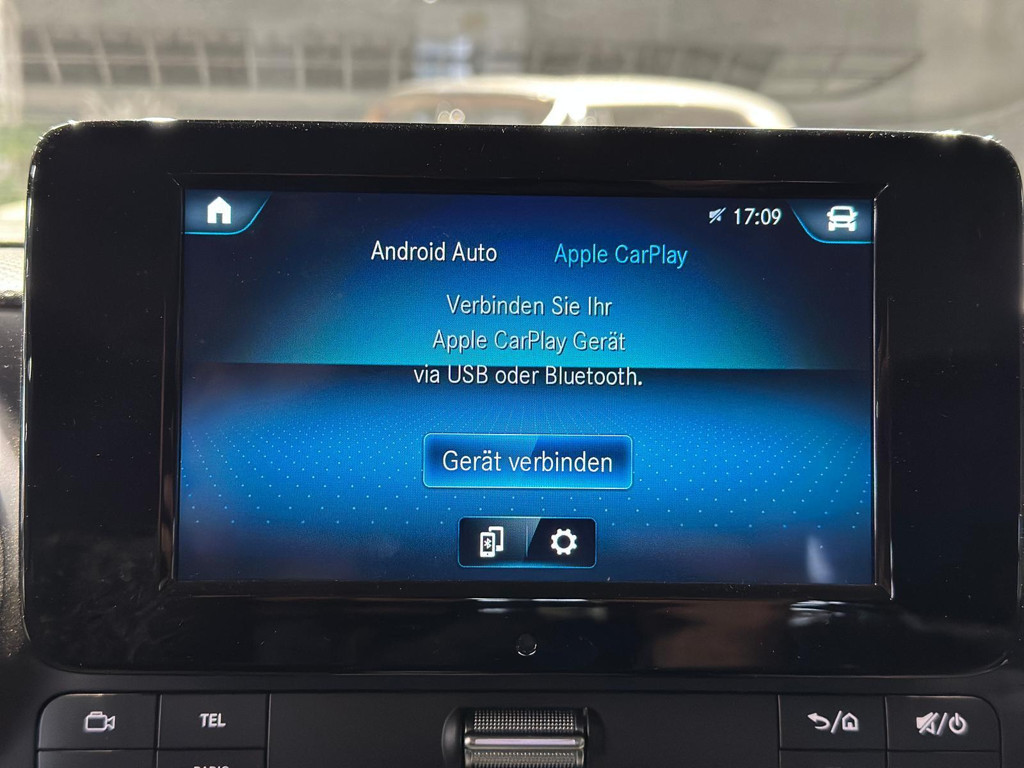 17:09
Android Auto Apple CarPlay
Verbinden Sie Ihr
Apple CarPlay Gerät
via USB oder Bluetooth.
Gerät verbinden
TEL
RADIO